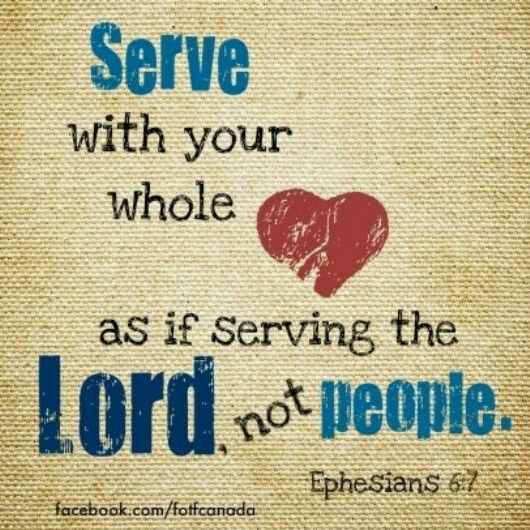 Serve
with your
whole
as if serving the
Lord, not people.
Ephesians 6:7
facebook.com/fotfcanada